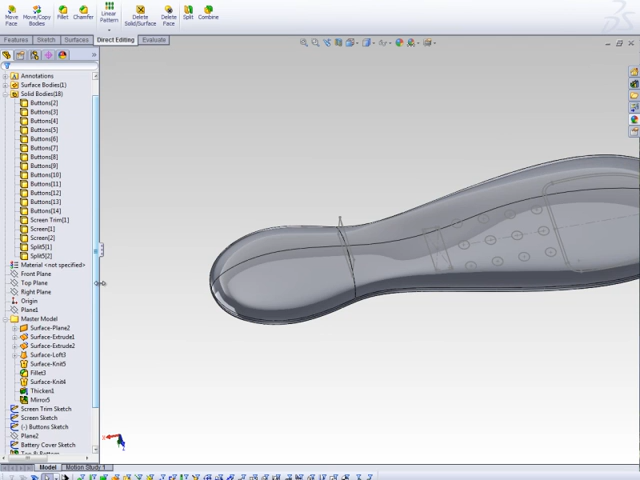 Move Face
Move/Copy Bodies
Fillet
Chamfer
Linear Pattern
Delete Solid/Surface
Delete Face
Split
Combine
Features
Sketch
Surfaces
Direct Editing
Evaluate
Annotations
Surface Bodies(1)
Solid Bodies(18)
Buttons[2]
Buttons[3]
Buttons[4]
Buttons[5]
Buttons[6]
Buttons[7]
Buttons[8]
Buttons[9]
Buttons[10]
Buttons[11]
Buttons[12]
Buttons[13]
Buttons[14]
Screen Trim[1]
Screen[1]
Screen[2]
Split5[1]
Split5[2]
Material <not specified>
Front Plane
Top Plane
Right Plane
Origin
Plane1
Master Model
Surface-Plane2
Surface-Extrude1
Surface-Extrude2
Surface-Loft3
Surface-Knit5
Fillet3
Surface-Knit4
Thicken1
Mirror5
Screen Trim Sketch
Screen Sketch
(-) Buttons Sketch
Plane2
Battery Cover Sketch
Model
Motion Study 1